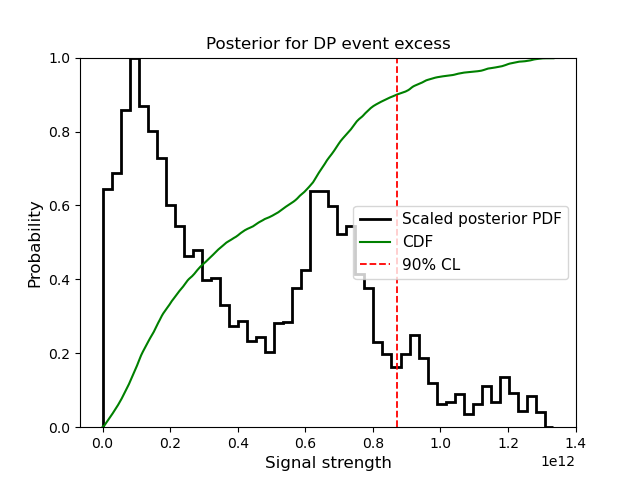 Posterior for DP event excess
1.0
0.8
0.6
0.4
0.2
0.0
Probability
Scaled posterior PDF
CDF
90% CL
0.0 0.2 0.4 0.6 0.8 1.0 1.2 1.4
1e12
Signal strength